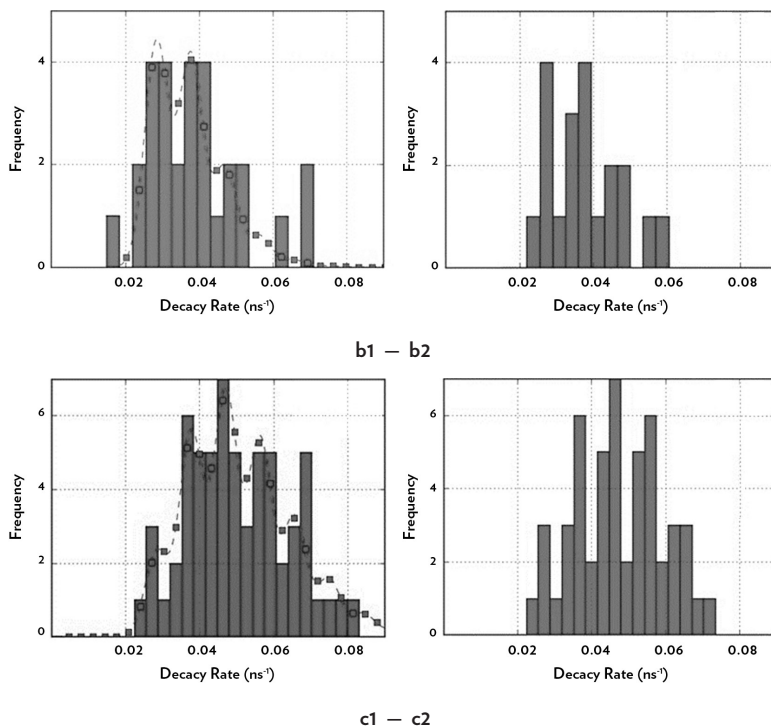 4
2
0
Frequency
0.02 0.04 0.06 0.08
Decacy Rate (ns⁻¹)
4
2
0
Frequency
0.02 0.04 0.06 0.08
Decacy Rate (ns⁻¹)
b1 — b2
6
4
2
0
Frequency
0.02 0.04 0.06 0.08
Decacy Rate (ns⁻¹)
6
4
2
0
Frequency
0.02 0.04 0.06 0.08
Decacy Rate (ns⁻¹)
c1 — c2